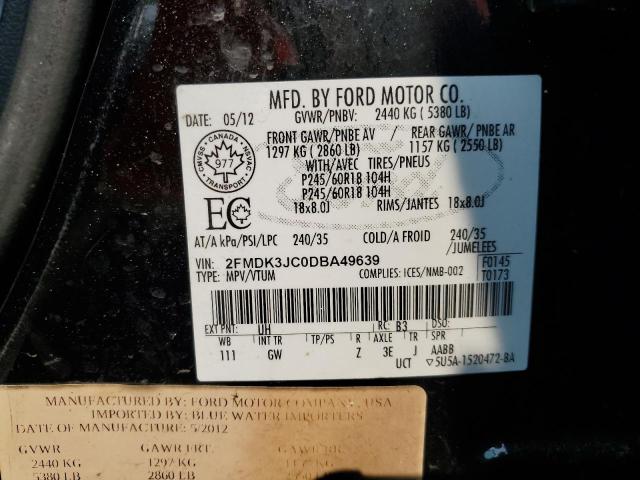 MFD. BY FORD MOTOR CO.
DATE: 05/12 GVWR/PNBV: 2440 KG ( 5380 LB)
FRONT GAWR/PNBE AV REAR GAWR/ PNBE AR
1297 KG ( 2860 LB) 1157 KG ( 2550 LB)
WITH/AVEC TIRES/PNEUS
P245/60R18 104H
P245/60R18 104H
18x8.0J RIMS/JANTES 18x8.0J
CANADA
CMVSS NSVAC
977
TRANSPORT
EC
AT/A kPa/PSI/LPC 240/35 COLD/A FROID 240/35
/JUMELEES
VIN: 2FMDK3JC0DBA49639 F0145
TYPE: MPV/VTUM COMPLIES: ICES/NMB-002 T0173
EXT PNT: UH RC: B3 DSO:
WB INT TR TP/PS R AXLE TR SPR
111 GW Z 3E J AABB
UCT ▽5U5A-1520472-BA
MANUFACTURED BY: FORD MOTOR COMPANY, USA
IMPORTED BY: BLUE WATER IMPORTERS
DATE OF MANUFACTURE: 5/2012
GVWR GAWR FRT. GAWR RR.
2440 KG 1297 KG
5380 LB 2860 LB